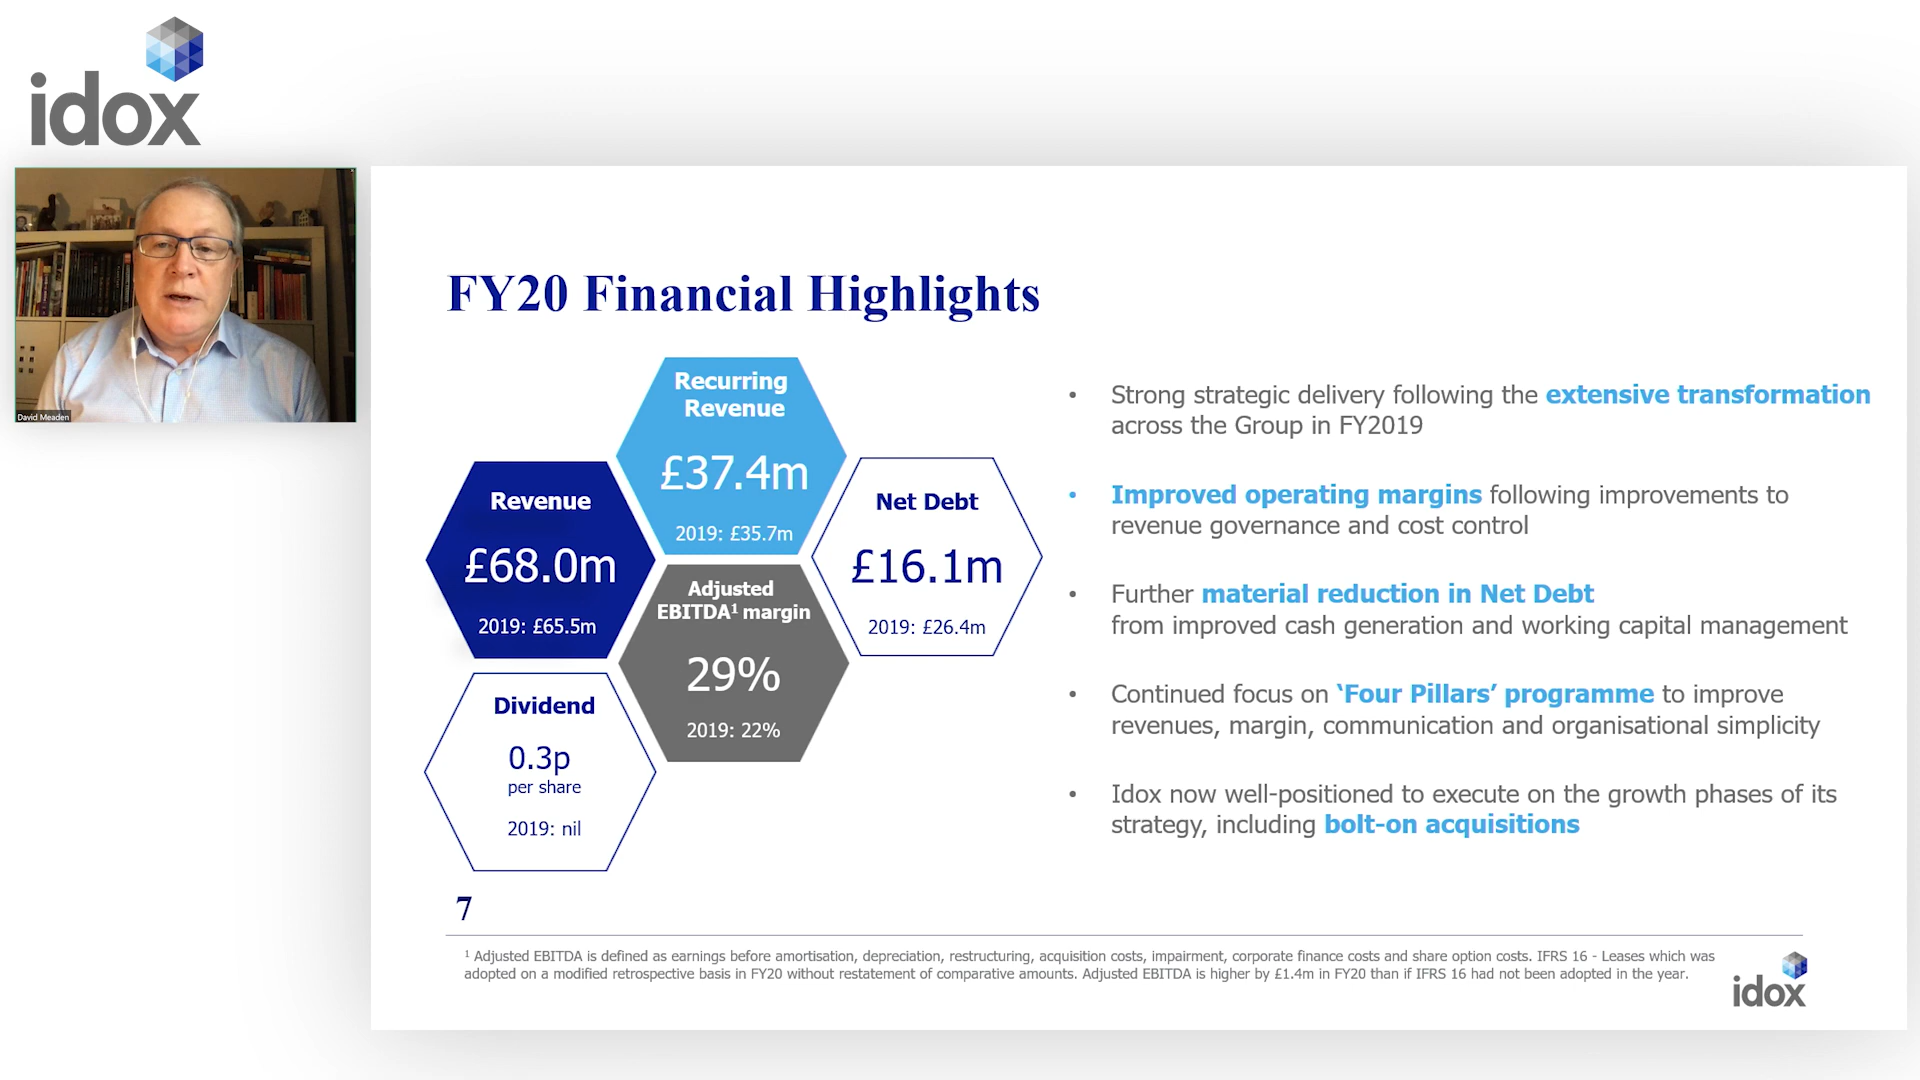 idox
David Meaden
FY20 Financial Highlights
Recurring
Revenue
£37.4m
2019: £35.7m
Revenue
£68.0m
2019: £65.5m
Net Debt
£16.1m
2019: £26.4m
Adjusted
EBITDA¹ margin
29%
2019: 22%
Dividend
0.3p
per share
2019: nil
• Strong strategic delivery following the extensive transformation
across the Group in FY2019
• Improved operating margins following improvements to
revenue governance and cost control
• Further material reduction in Net Debt
from improved cash generation and working capital management
• Continued focus on ‘Four Pillars’ programme to improve
revenues, margin, communication and organisational simplicity
• Idox now well-positioned to execute on the growth phases of its
strategy, including bolt-on acquisitions
7
¹ Adjusted EBITDA is defined as earnings before amortisation, depreciation, restructuring, acquisition costs, impairment, corporate finance costs and share option costs. IFRS 16 - Leases which was
adopted on a modified retrospective basis in FY20 without restatement of comparative amounts. Adjusted EBITDA is higher by £1.4m in FY20 than if IFRS 16 had not been adopted in the year.
idox